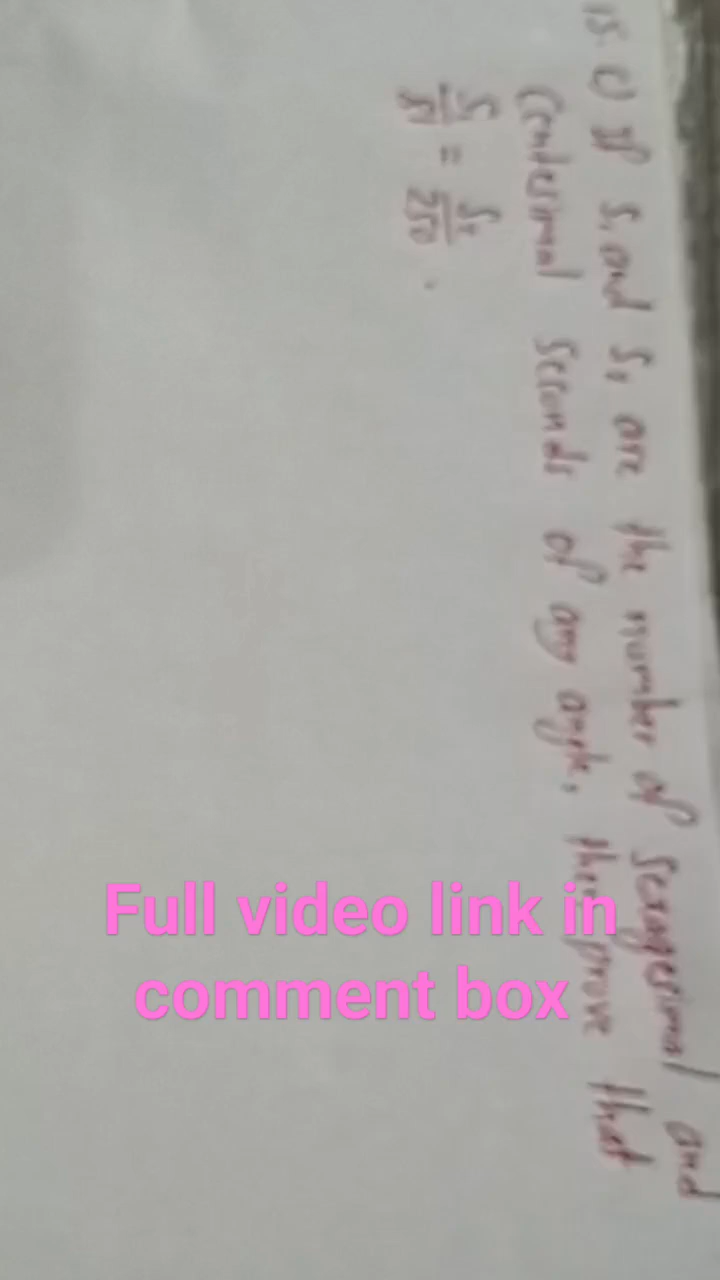 15. c) If S₁ and S₂ are the number of sexagesimal and
Centesimal seconds of any angle, then prove that
S₁/81 = S₂/250.
Full video link in
comment box